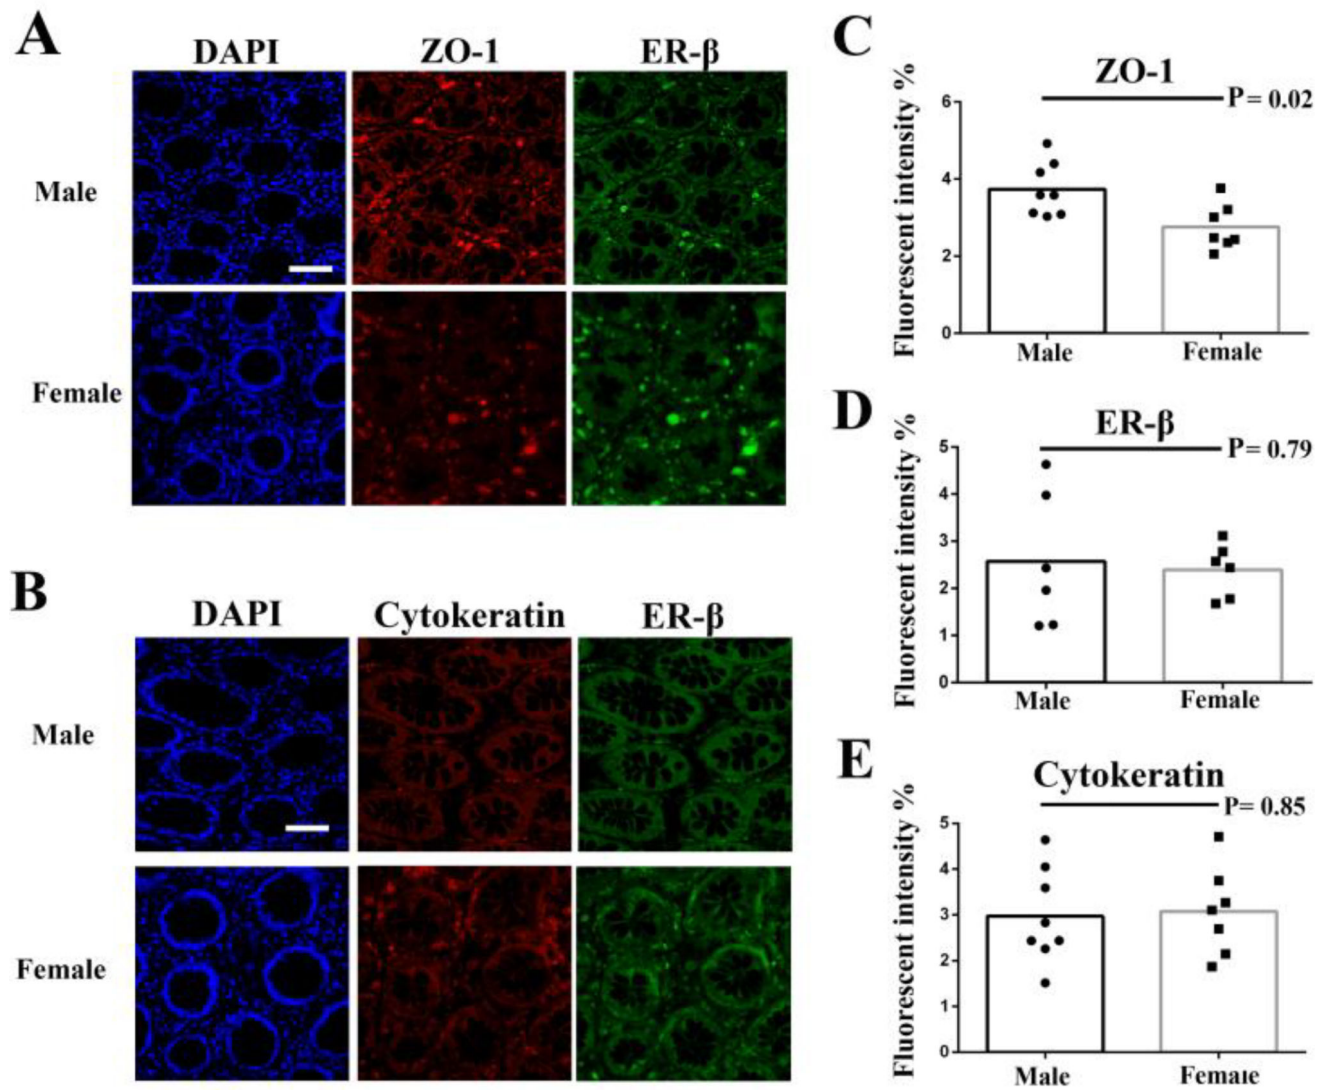 A
DAPI ZO-1 ER-β
Male
Female
B
DAPI Cytokeratin ER-β
Male
Female
C
ZO-1
P= 0.02
Fluorescent intensity %
6
4
2
0
Male Female
D
ER-β
P= 0.79
Fluorescent intensity %
5
4
3
2
1
0
Male Female
E
Cytokeratin
P= 0.85
Fluorescent intensity %
5
4
3
2
1
0
Male Female